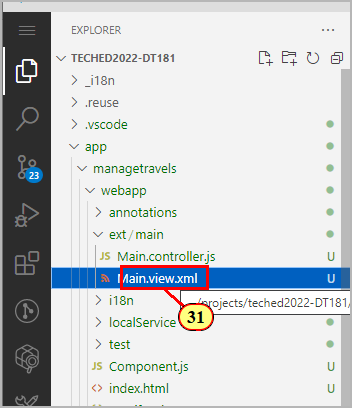 EXPLORER
TECHED2022-DT181
_i18n
.reuse
.vscode
app
managetravels
webapp
annotations
ext/main
JS Main.controller.js U
Main.view.xml U
i18n
~/projects/teched2022-DT181/
localService
test
Component.js U
index.html U
23
31